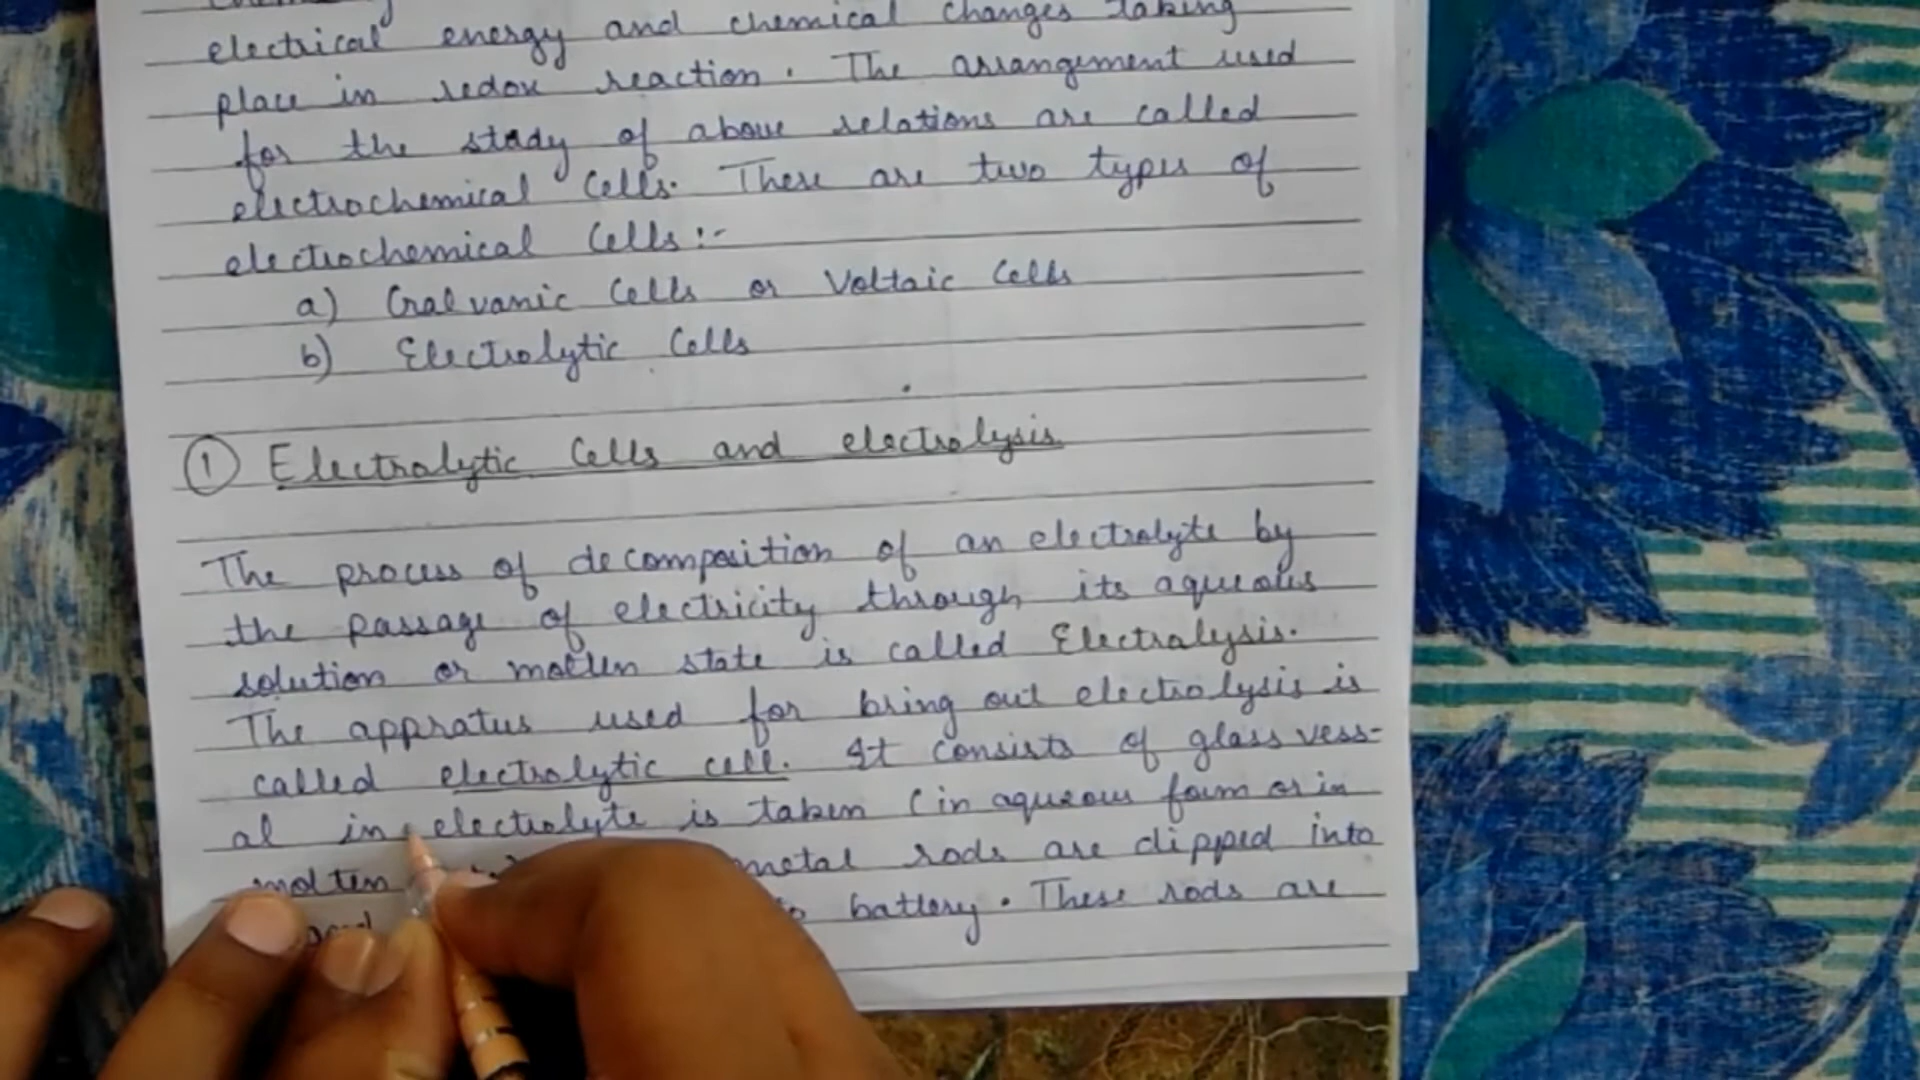 electrical energy and chemical changes taking
place in redox reaction. The arrangement used
for the study of above relations are called
electrochemical Cells. There are two types of
electrochemical Cells:-
a) Gralvanic Cells or Voltaic Cells
b) Electrolytic Cells
① Electrolytic Cells and electrolysis
The process of decomposition of an electrolyte by
the passage of electricity through its aqueous
solution or molten state is called Electralysis.
The appratus used for bring out electrolysis is
called electrolytic cell. It consists of glass vess-
al in electrolyte is taken (in aqueous form or in
molten metal rods are dipped into
battery. These rods are